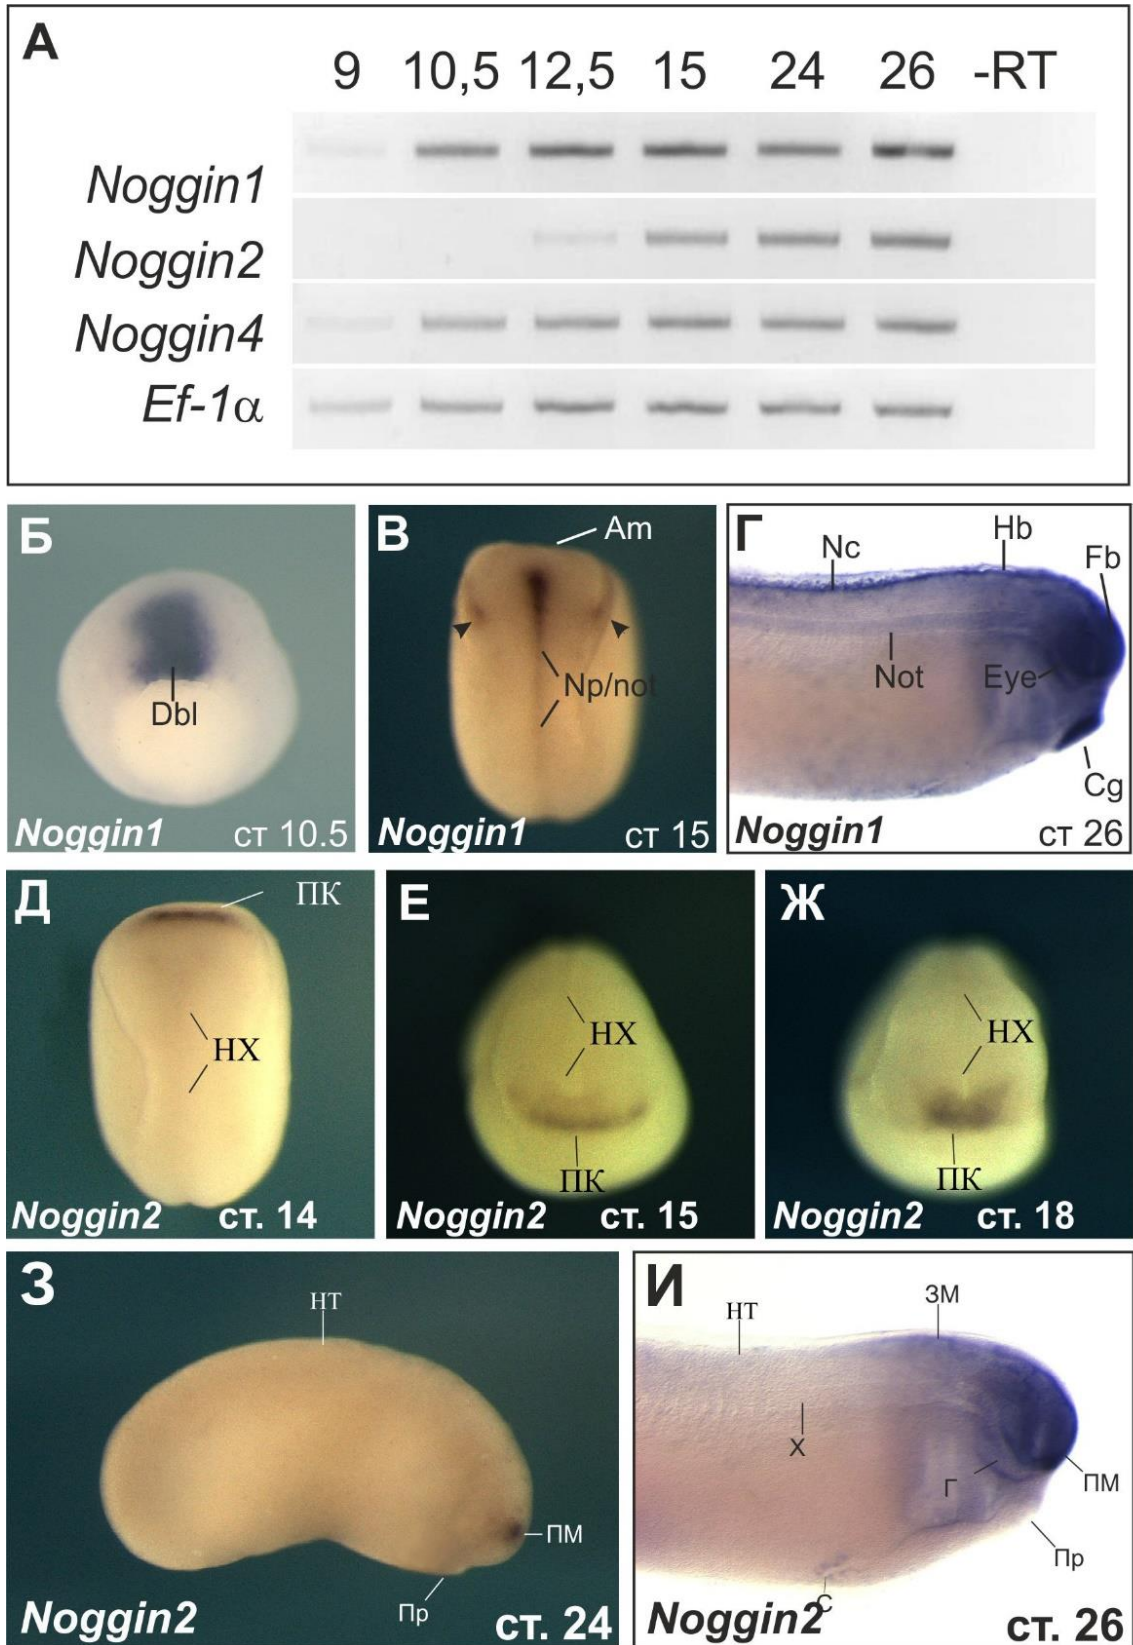 А
9 10,5 12,5 15 24 26 -RT
Noggin1
Noggin2
Noggin4
Ef-1α
Б
Dbl
Noggin1 ст 10.5
В
Am
Np/not
Noggin1 ст 15
Г
Nc
Hb
Fb
Not
Eye
Cg
Noggin1 ст 26
Д
ПК
НХ
Noggin2 ст. 14
Е
НХ
ПК
Noggin2 ст. 15
Ж
НХ
ПК
Noggin2 ст. 18
З
НТ
ПМ
Пр
Noggin2 ст. 24
И
НТ
ЗМ
Х
Г
ПМ
Пр
С
Noggin2 ст. 26